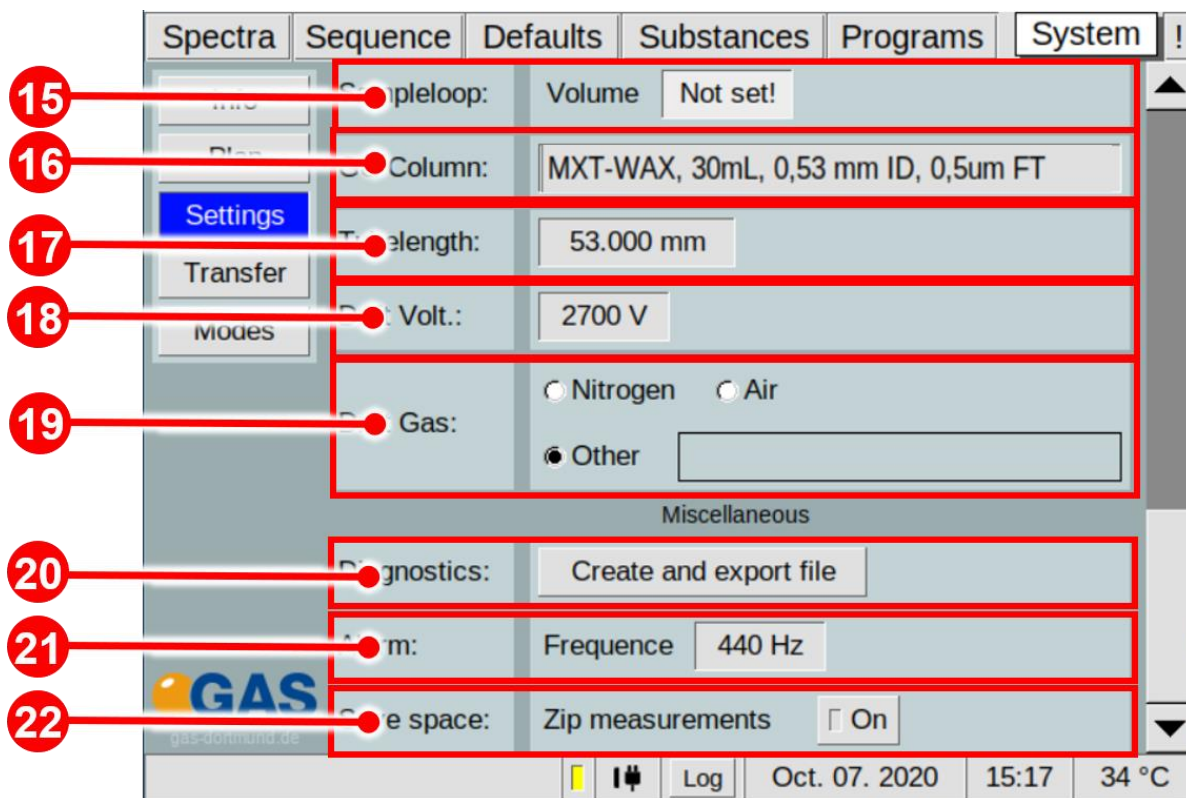 Spectra Sequence Defaults Substances Programs System !
15 Volume Not set!
16 Column: MXT-WAX, 30mL, 0,53 mm ID, 0,5um FT
Settings
17 53.000 mm
Transfer
18 Volt.: 2700 V
Modes
Nitrogen Air
19 Gas:
Other
Miscellaneous
20 Create and export file
21 Frequence 440 Hz
GAS
22 space: Zip measurements On
gas-dortmund.de
Log Oct. 07. 2020 15:17 34 °C